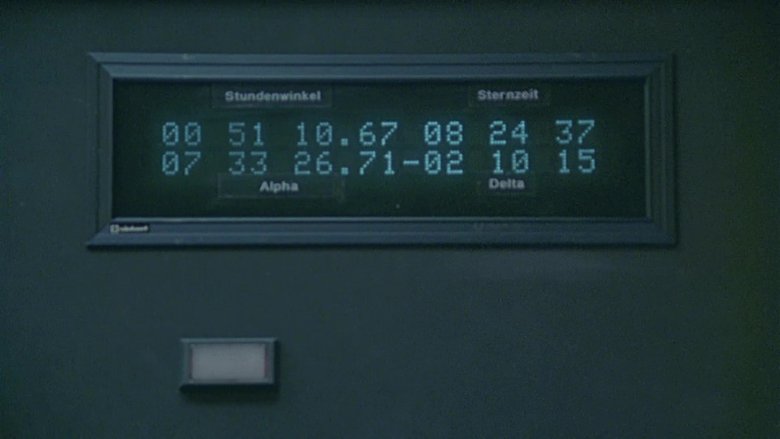 Stundenwinkel Sternzeit
00 51 10.67 08 24 37
07 33 26.71-02 10 15
Alpha Delta